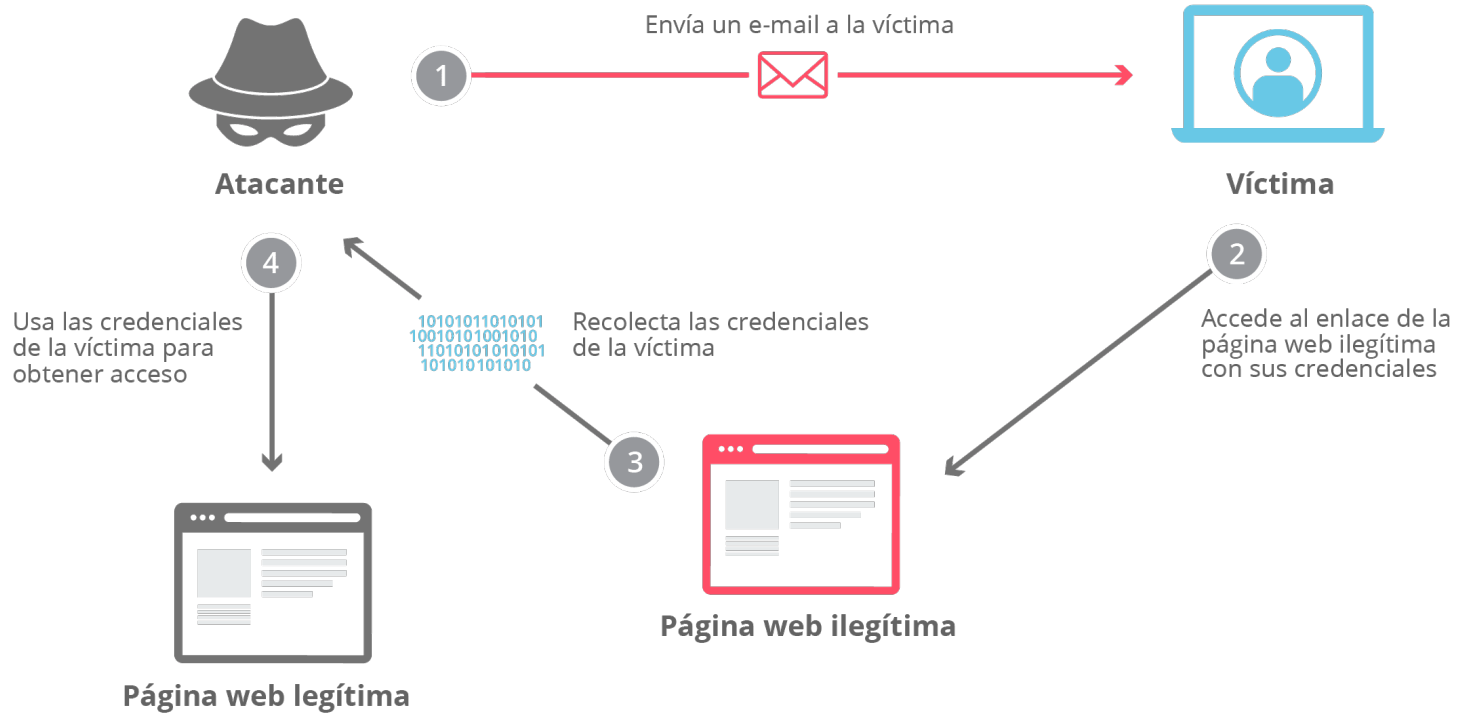 Envía un e-mail a la víctima
1
Atacante
Víctima
4
2
Usa las credenciales
de la víctima para
obtener acceso
10101011010101
10010101001010
11010101010101
101010101010
Recolecta las credenciales
de la víctima
Accede al enlace de la
página web ilegítima
con sus credenciales
3
Página web ilegítima
Página web legítima